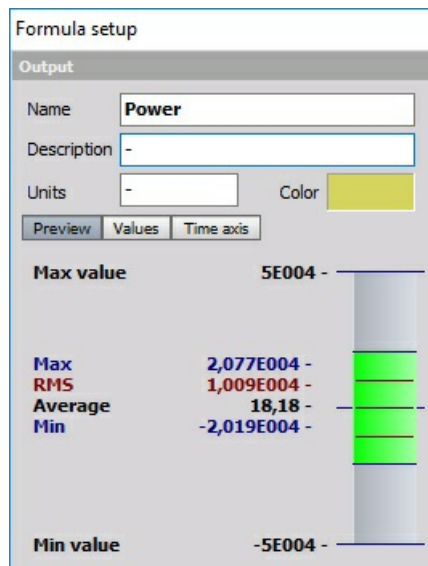 Formula setup
Output
Name Power
Description -
Units - Color
Preview Values Time axis
Max value 5E004 -
Max 2,077E004 -
RMS 1,009E004 -
Average 18,18 -
Min -2,019E004 -
Min value -5E004 -